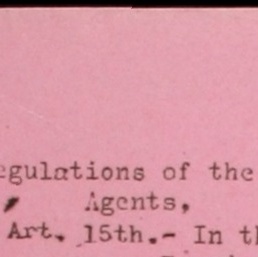 egulations of the
Agents,
Art. 15th.- In th